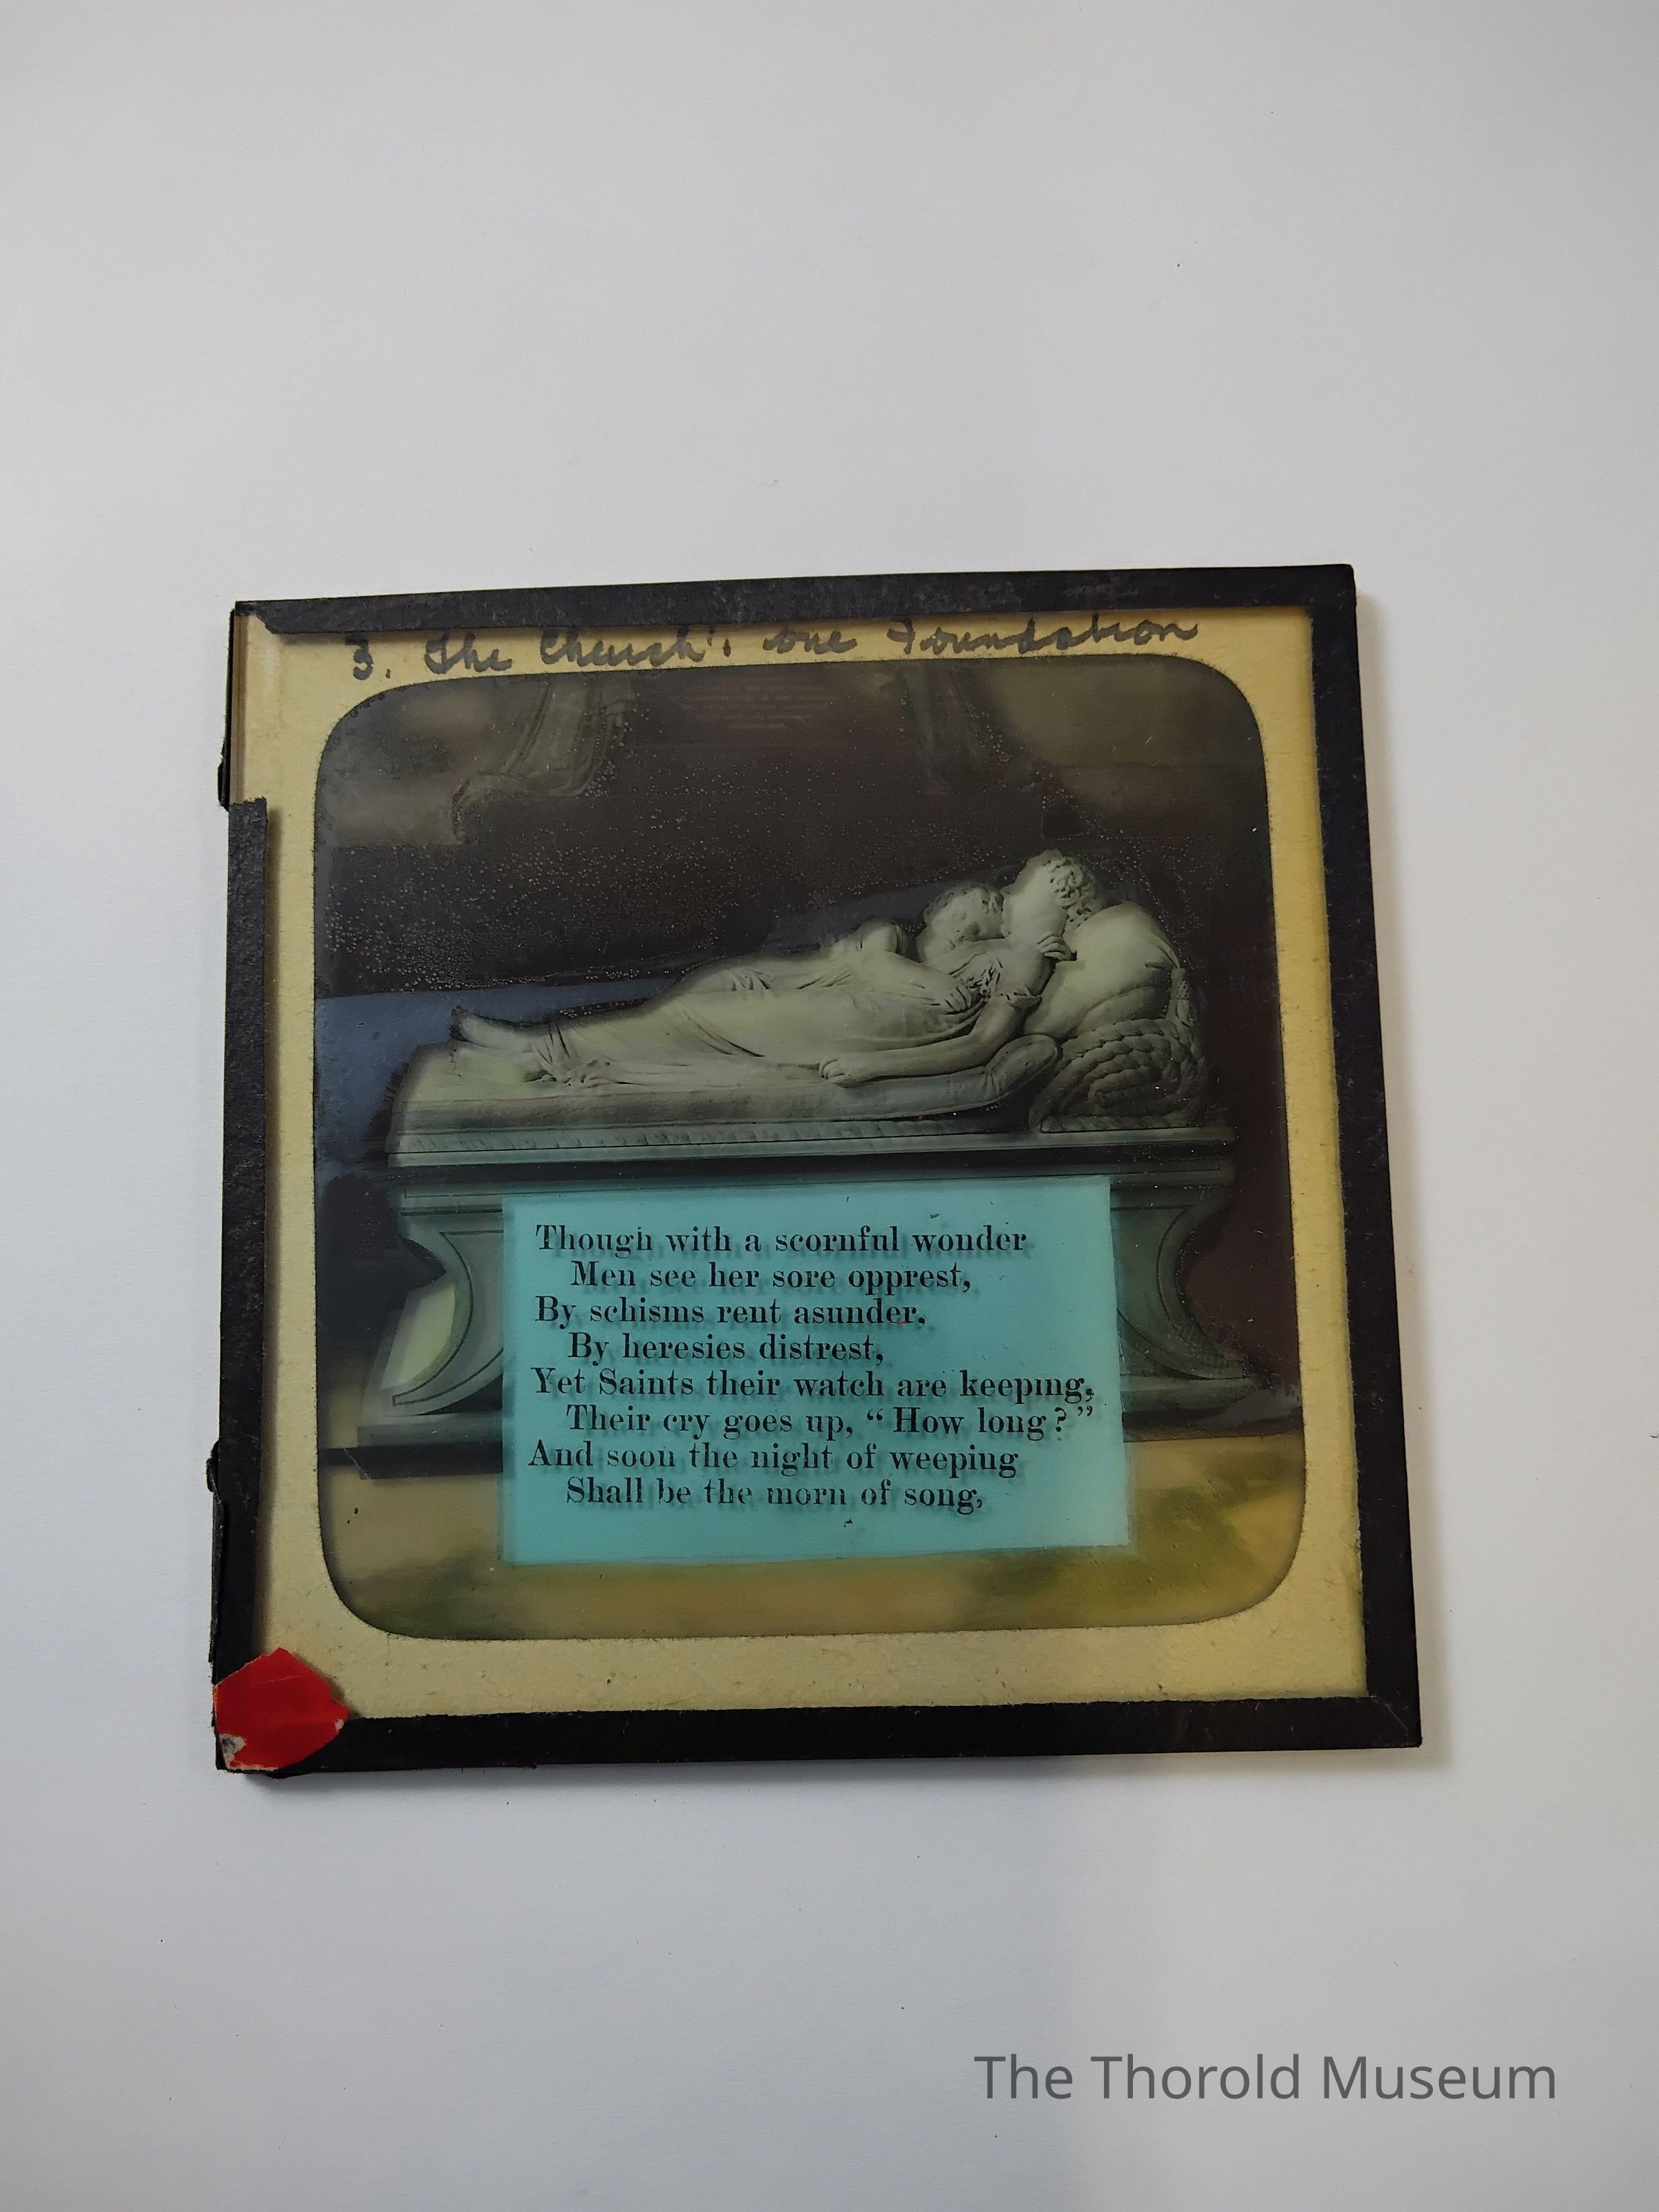 3. The Church's one Foundation
Though with a scornful wonder
Men see her sore opprest,
By schisms rent asunder,
By heresies distrest,
Yet Saints their watch are keeping,
Their cry goes up, “ How long ? ”
And soon the night of weeping
Shall be the morn of song,
The Thorold Museum